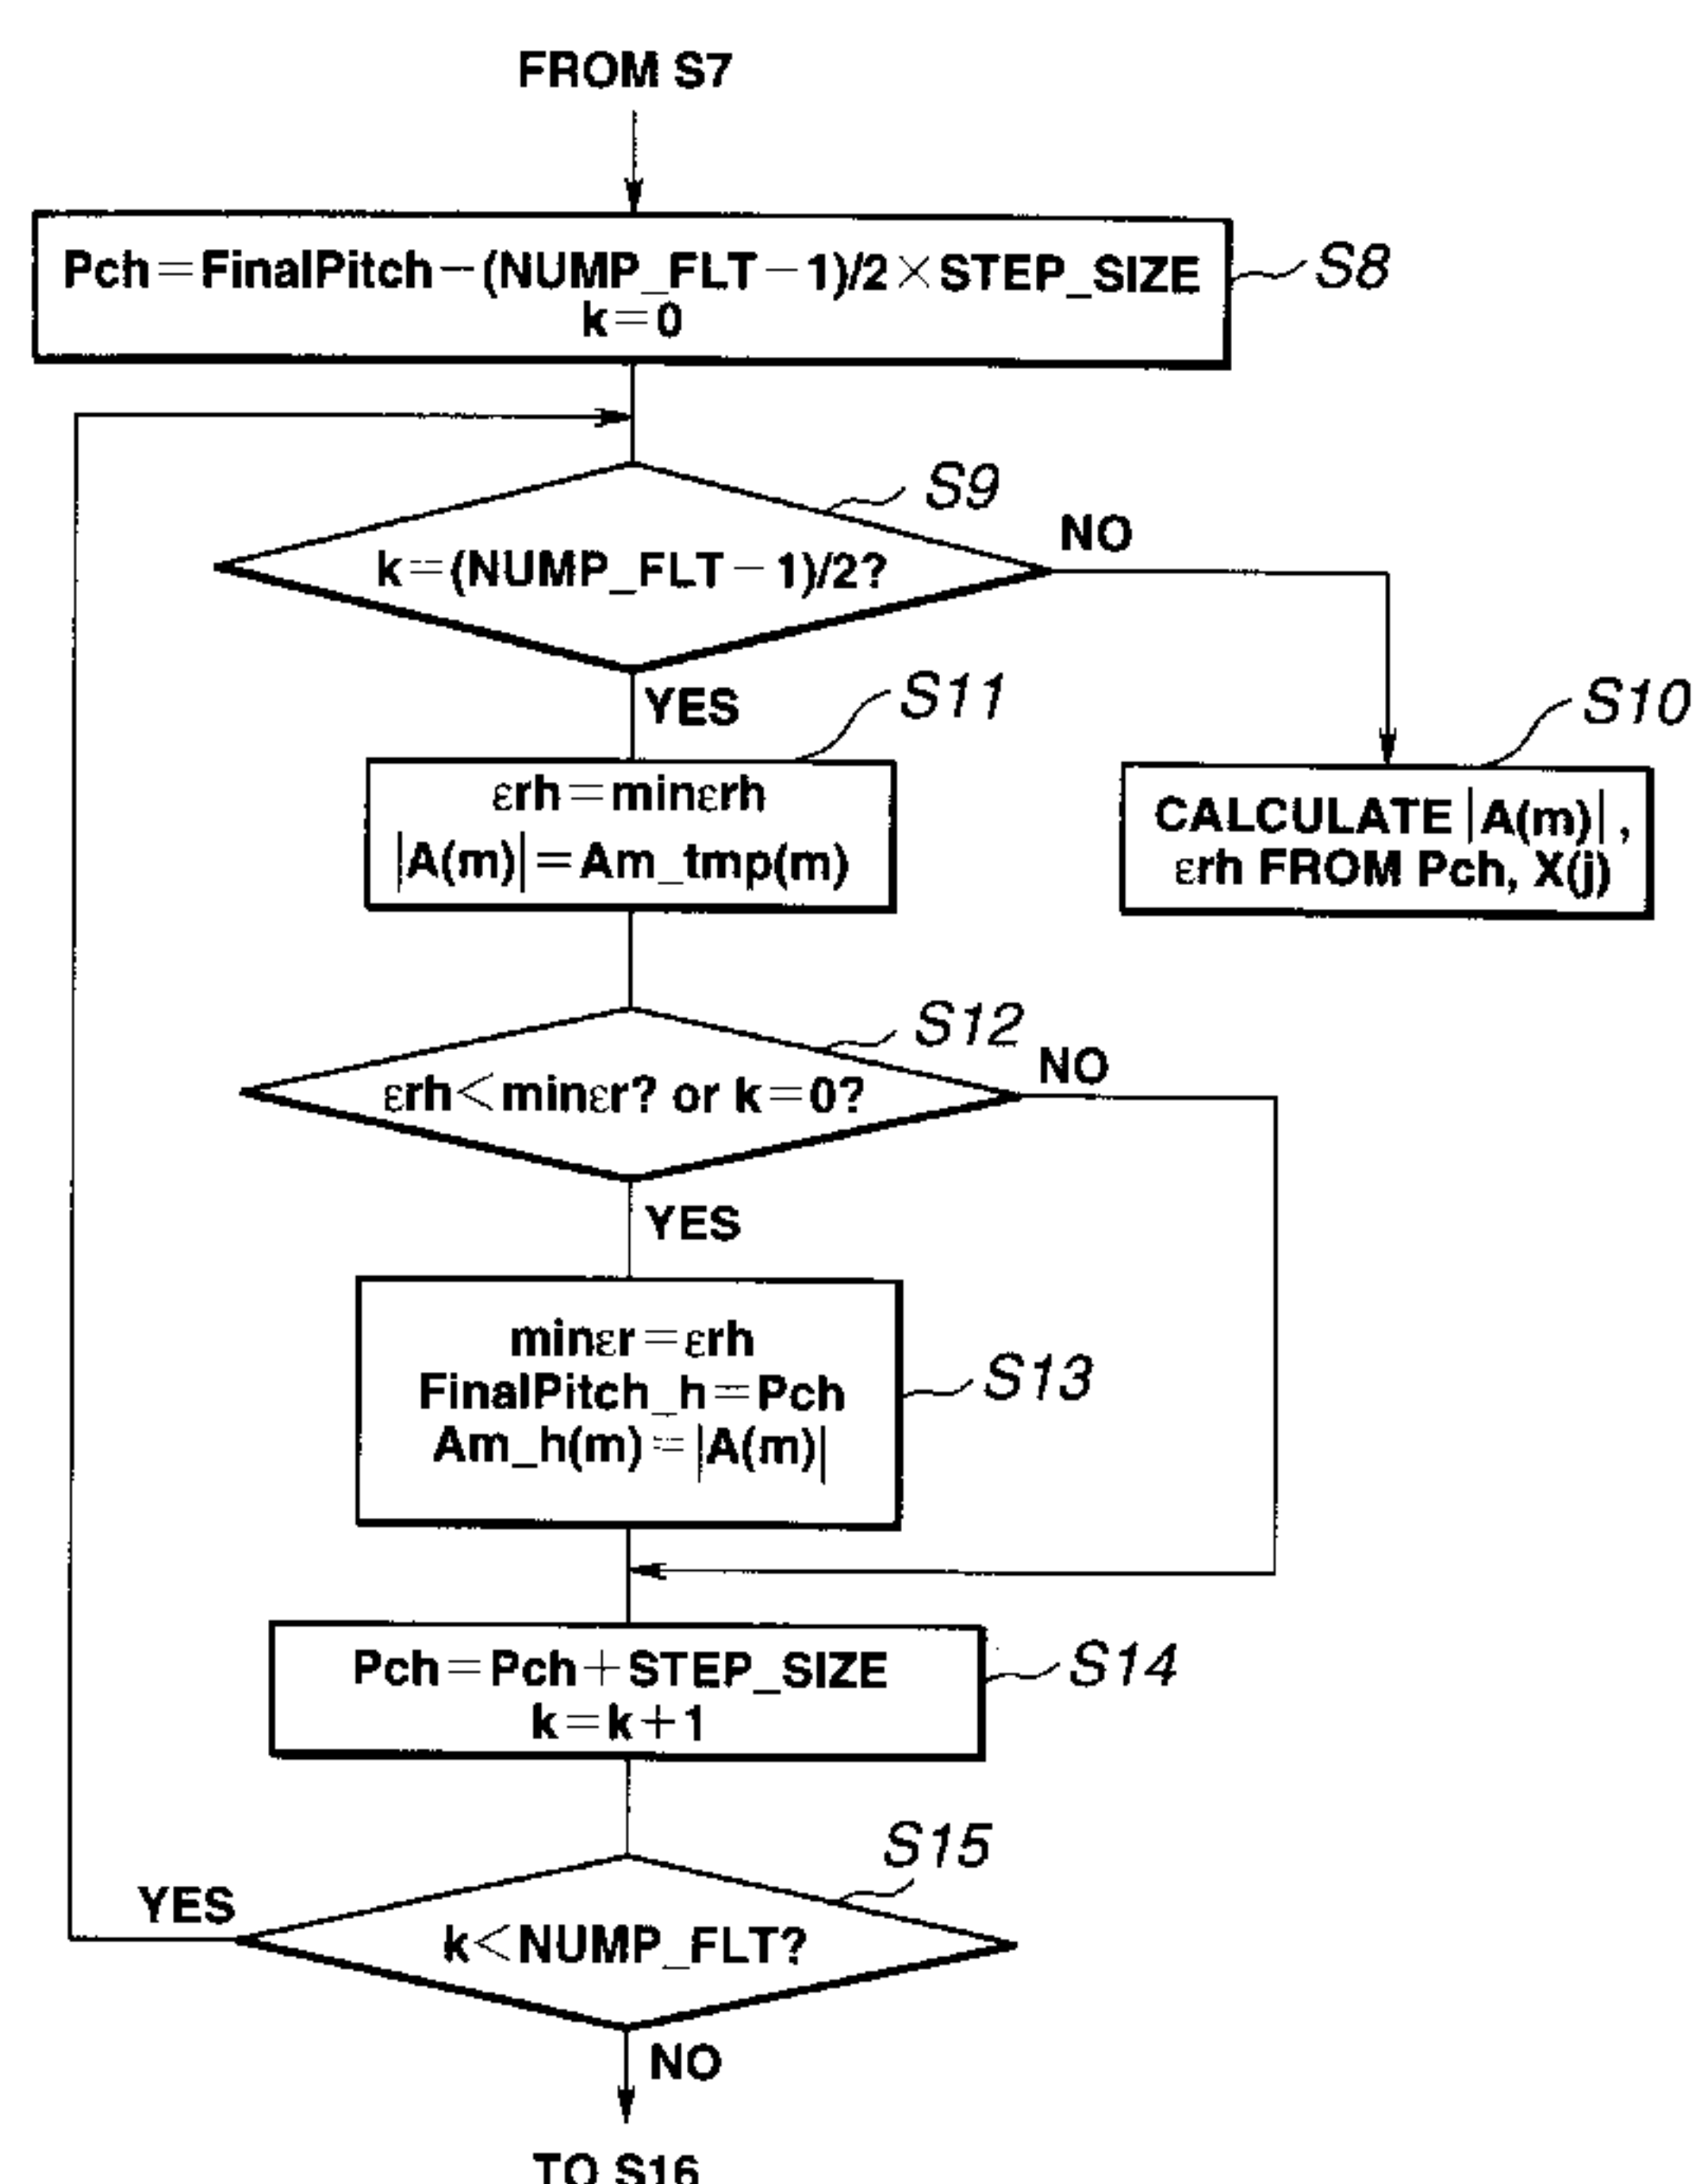 FROM S7
Pch=FinalPitch-(NUMP_FLT-1)/2×STEP_SIZE
k=0
S8
S9
k=(NUMP_FLT-1)/2?
NO
YES
S11
S10
εrh=minεrh
|A(m)|=Am_tmp(m)
CALCULATE |A(m)|,
εrh FROM Pch, X(j)
S12
εrh<minεr? or k=0?
NO
YES
minεr=εrh
FinalPitch_h=Pch
Am_h(m)=|A(m)|
S13
Pch=Pch+STEP_SIZE
k=k+1
S14
S15
YES
k<NUMP_FLT?
NO
TO S16